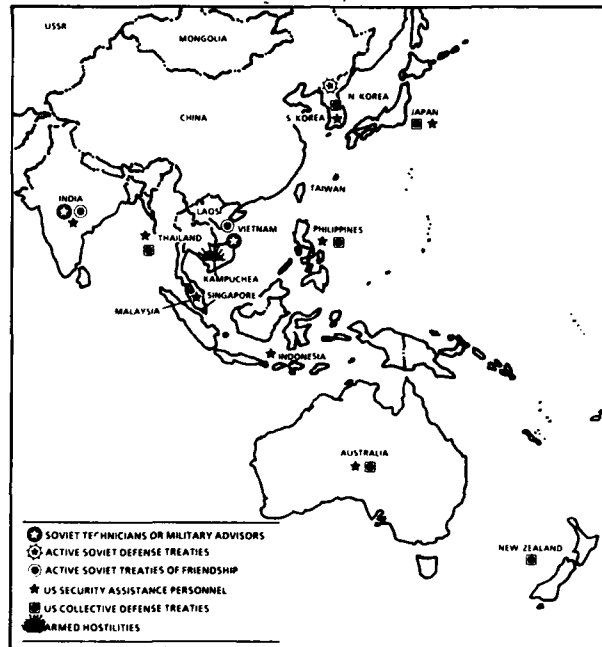 USSR
MONGOLIA
CHINA
N KOREA
S KOREA
JAPAN
TAIWAN
INDIA
LAOS
THAILAND
VIETNAM
PHILIPPINES
KAMPUCHEA
SINGAPORE
MALAYSIA
INDONESIA
AUSTRALIA
NEW ZEALAND
SOVIET TECHNICIANS OR MILITARY ADVISORS
ACTIVE SOVIET DEFENSE TREATIES
ACTIVE SOVIET TREATIES OF FRIENDSHIP
US SECURITY ASSISTANCE PERSONNEL
US COLLECTIVE DEFENSE TREATIES
ARMED HOSTILITIES